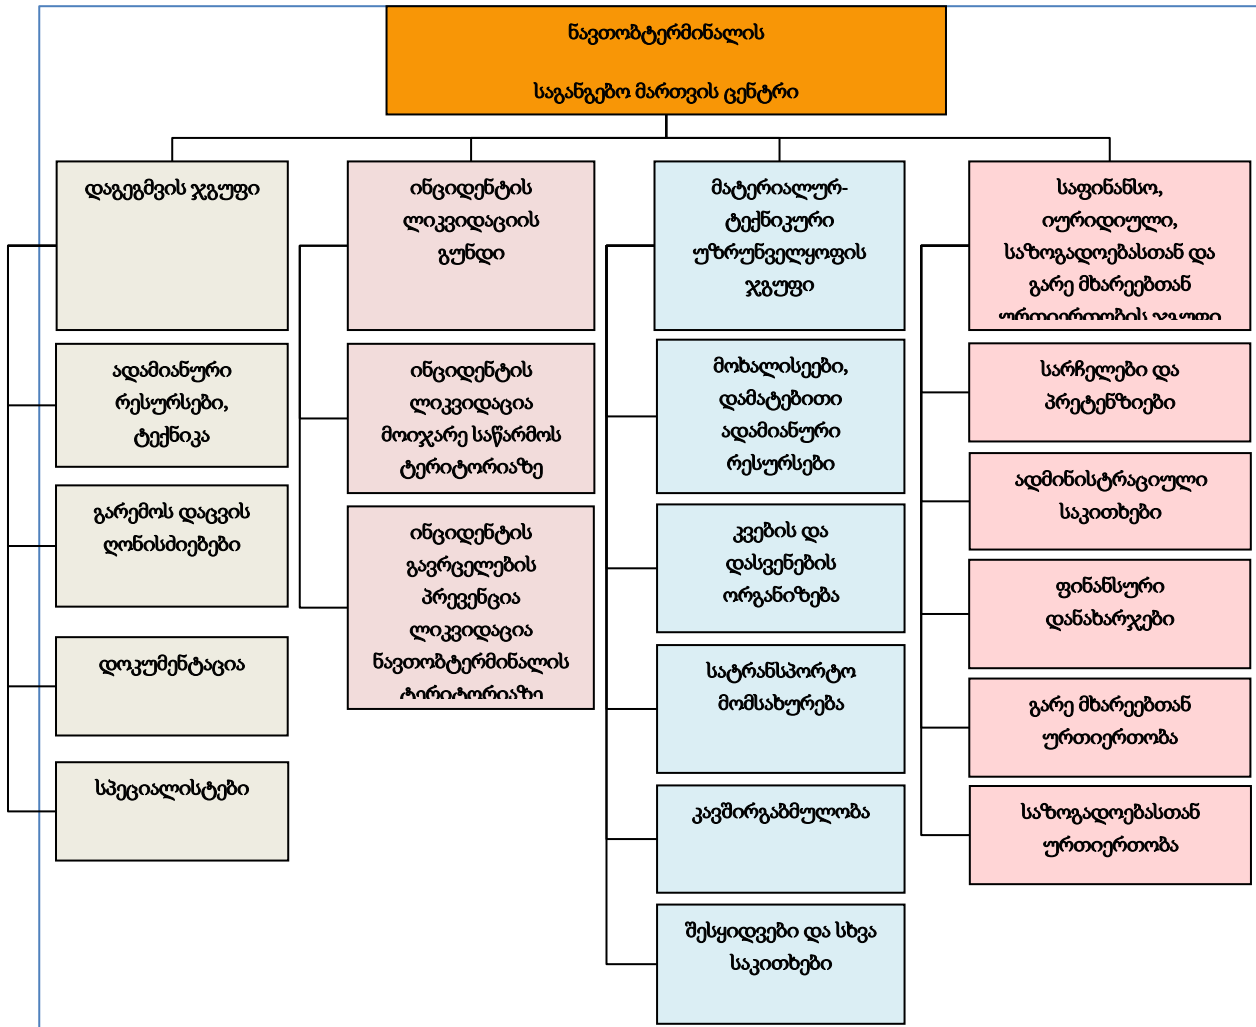 ნავთობტერმინალის
საგანგებო მართვის ცენტრი
დაგეგმვის ჯგუფი
ადამიანური
რესურსები,
ტექნიკა
გარემოს დაცვის
ღონისძიებები
დოკუმენტაცია
სპეციალისტები
ინციდენტის
ლიკვიდაციის
გუნდი
ინციდენტის
ლიკვიდაცია
მოიჯარე საწარმოს
ტერიტორიაზე
ინციდენტის
გავრცელების
პრევენცია
ლიკვიდაცია
ნავთობტერმინალის
ტერიტორიაზე
მატერიალურ-
ტექნიკური
უზრუნველყოფის
ჯგუფი
მოხალისეები,
დამატებითი
ადამიანური
რესურსები
კვების და
დასვენების
ორგანიზება
სატრანსპორტო
მომსახურება
კავშირგაბმულობა
შესყიდვები და სხვა
საკითხები
საფინანსო,
იურიდიული,
საზოგადოებასთან და
გარე მხარეებთან
ურთიერთობის ჯგუფი
სარჩელები და
პრეტენზიები
ადმინისტრაციული
საკითხები
ფინანსური
დანახარჯები
გარე მხარეებთან
ურთიერთობა
საზოგადოებასთან
ურთიერთობა